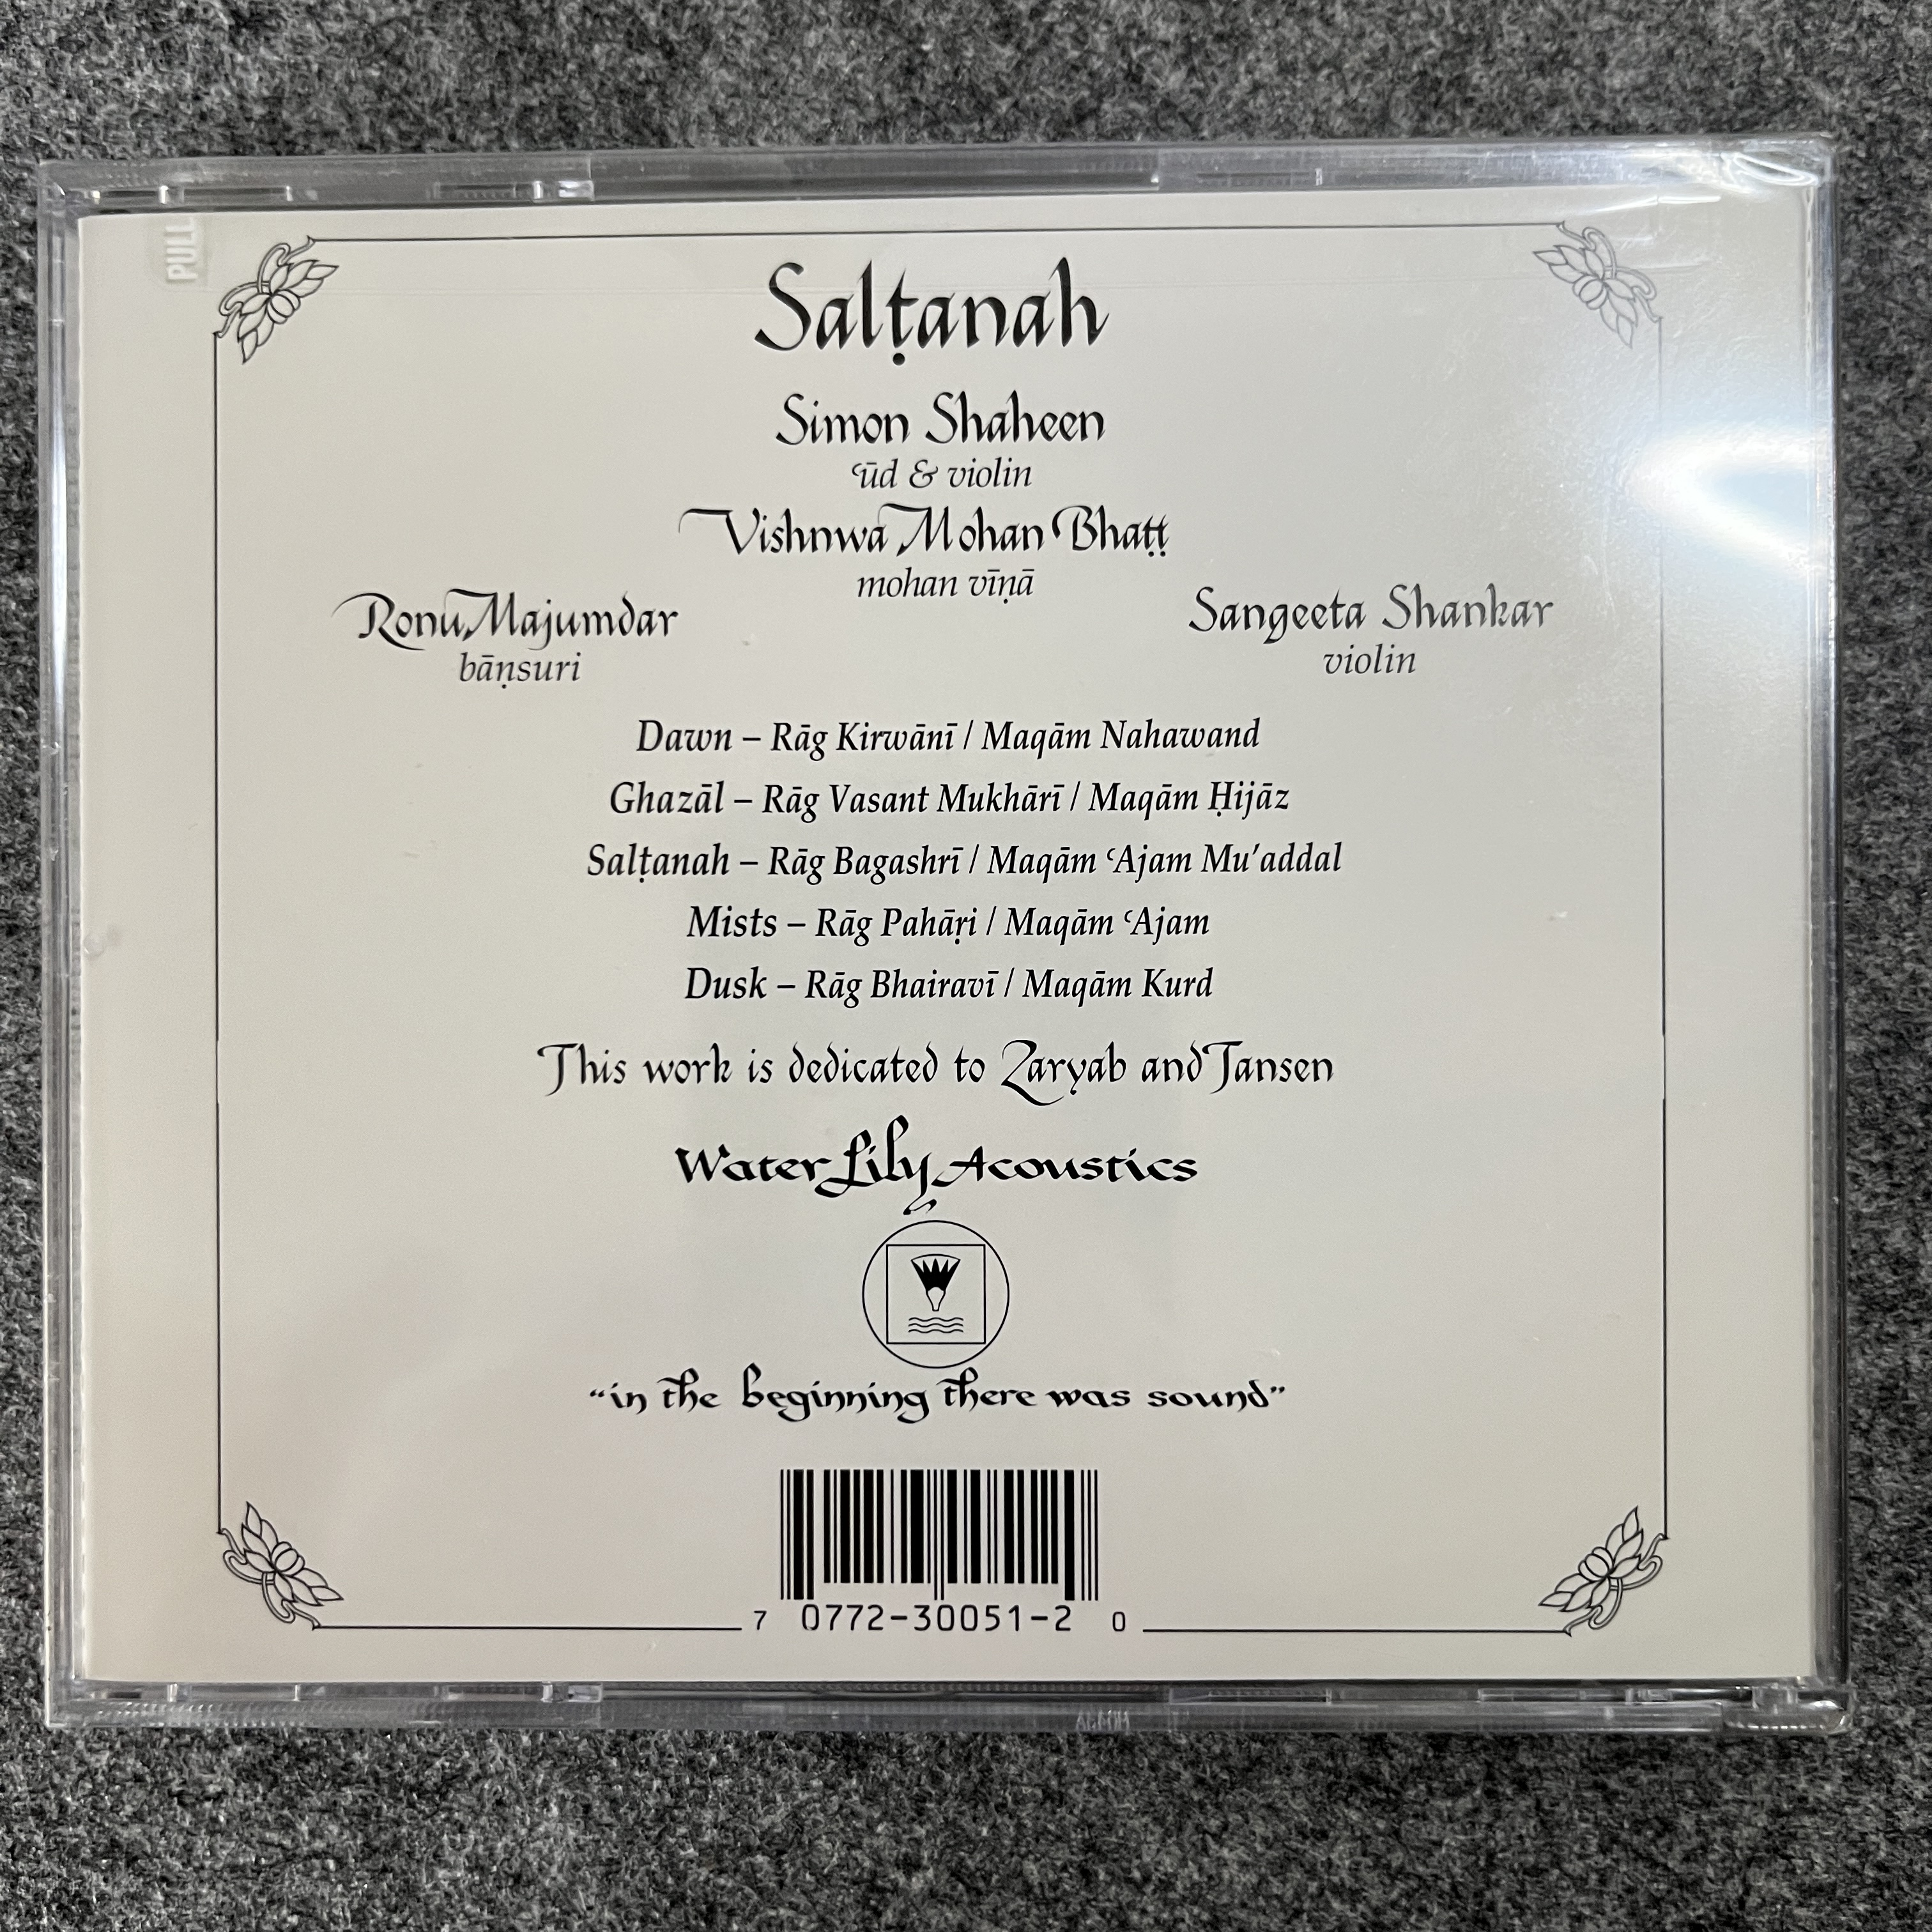 PULL
Salṭanah
Simon Shaheen
ʿūd & violin
Vishnwa Mohan Bhaṭṭ
mohan vīṇā
Ronu Majumdar
bāṇsuri
Sangeeta Shankar
violin
Dawn – Rāg Kirwānī / Maqām Nahawand
Ghazāl – Rāg Vasant Mukhārī / Maqām Ḥijāz
Salṭanah – Rāg Bagashrī / Maqām ʿAjam Mu’addal
Mists – Rāg Pahāṛi / Maqām ʿAjam
Dusk – Rāg Bhairavī / Maqām Kurd
This work is dedicated to Zaryab and Tansen
Water Lily Acoustics
“in the beginning there was sound”
7 0772-30051-2 0